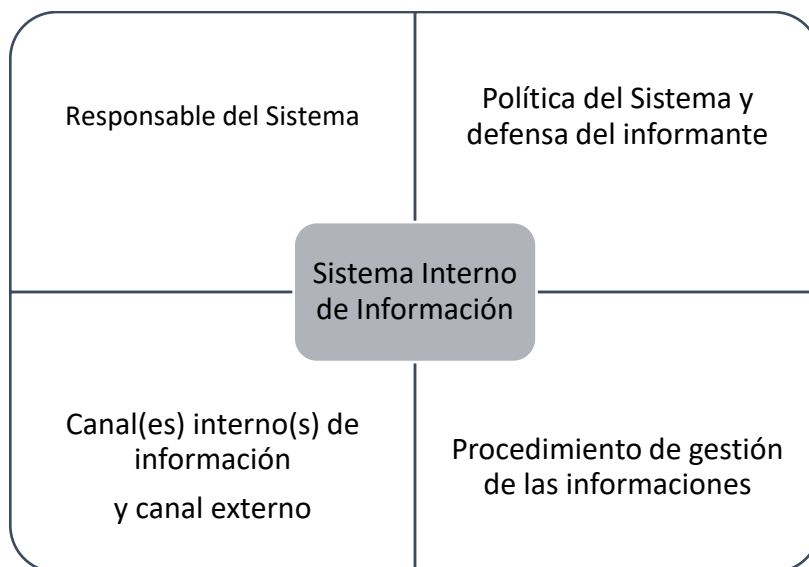 Responsable del Sistema
Política del Sistema y
defensa del informante
Sistema Interno
de Información
Canal(es) interno(s) de
información
y canal externo
Procedimiento de gestión
de las informaciones